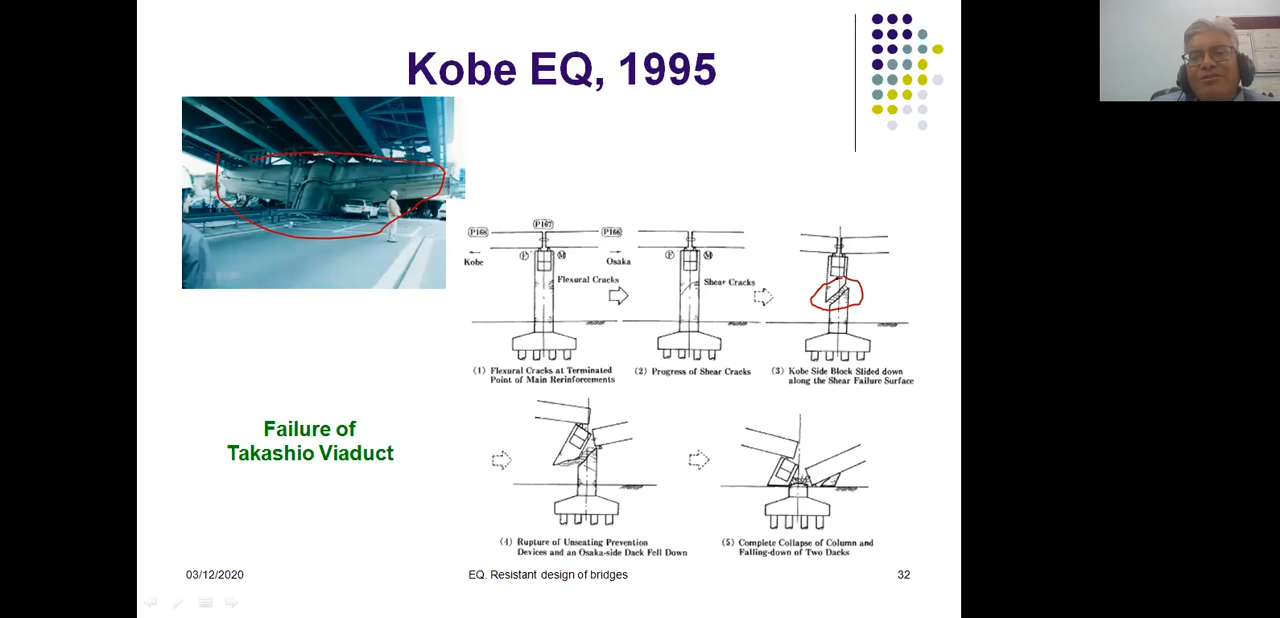 Kobe EQ, 1995
P168
P167
P166
P
M
Kobe
Osaka
Flexural Cracks
P
M
Shear Cracks
(1) Flexural Cracks at Terminated
Point of Main Rerinforcements
(2) Progress of Shear Cracks
(3) Kobe Side Block Slided down
along the Shear Failure Surface
Failure of
Takashio Viaduct
(4) Rupture of Unseating Prevention
Devices and an Osaka-side Dack Fell Down
(5) Complete Collapse of Column and
Falling-down of Two Dacks
03/12/2020
EQ. Resistant design of bridges
32